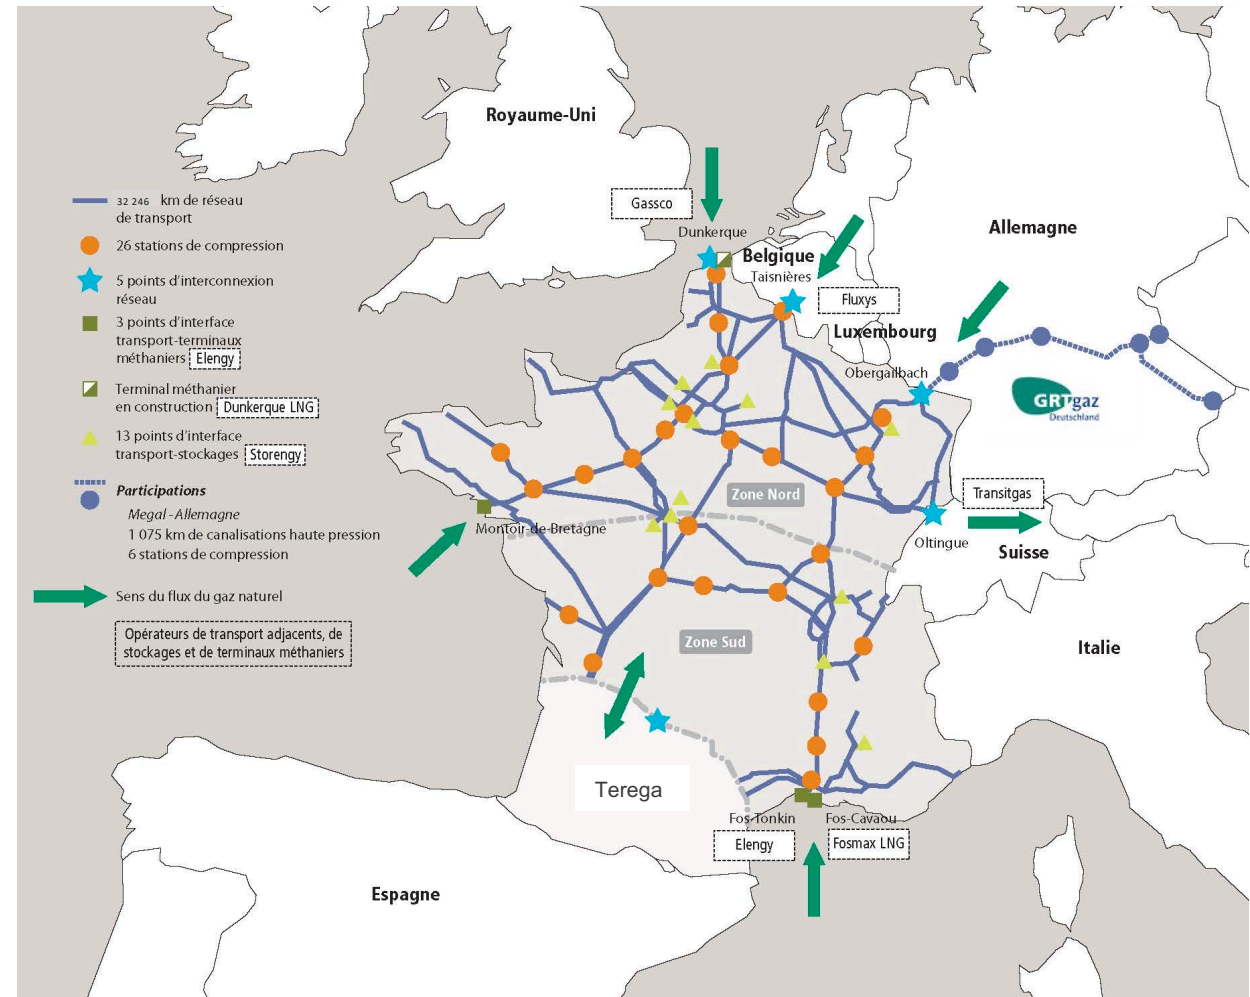 Royaume-Uni
32 246 km de réseau
de transport
26 stations de compression
5 points d'interconnexion
réseau
3 points d'interface
transport-terminaux
méthaniers Elengy
Terminal méthanier
en construction Dunkerque LNG
13 points d'interface
transport-stockages Storengy
Participations
Megal -Allemagne
1 075 km de canalisations haute pression
6 stations de compression
Sens du flux du gaz naturel
Opérateurs de transport adjacents, de
stockages et de terminaux méthaniers
Gassco
Dunkerque
Belgique
Taisnières
Fluxys
Luxembourg
Obergailbach
Allemagne
GRTgaz
Deutschland
Zone Nord
Transitgas
Oltingue
Suisse
Montoir-de-Bretagne
Zone Sud
Italie
Terega
Fos-Tonkin
Fos-Cavaou
Elengy
Fosmax LNG
Espagne